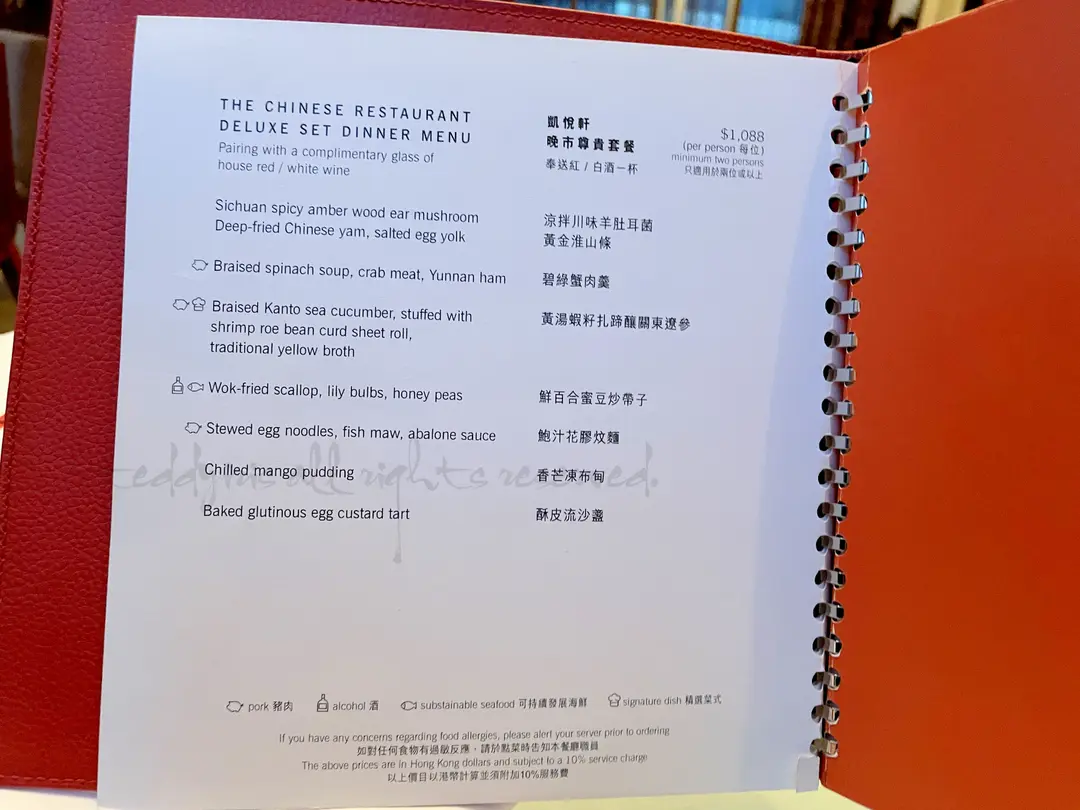 THE CHINESE RESTAURANT
DELUXE SET DINNER MENU
Pairing with a complimentary glass of
house red / white wine
凱悅軒
晚市尊貴套餐
奉送紅 / 白酒一杯
$1,088
(per person 每位)
minimum two persons
只適用於兩位或以上
Sichuan spicy amber wood ear mushroom
Deep-fried Chinese yam, salted egg yolk
涼拌川味羊肚耳菌
黃金淮山條
Braised spinach soup, crab meat, Yunnan ham
碧綠蟹肉羹
Braised Kanto sea cucumber, stuffed with
shrimp roe bean curd sheet roll,
traditional yellow broth
黃湯蝦籽扎蹄釀關東遼參
Wok-fried scallop, lily bulbs, honey peas
鮮百合蜜豆炒帶子
Stewed egg noodles, fish maw, abalone sauce
鮑汁花膠炆麵
Chilled mango pudding
香芒凍布甸
Baked glutinous egg custard tart
酥皮流沙盞
teddyius all rights reserved.
pork 豬肉
alcohol 酒
substainable seafood 可持續發展海鮮
signature dish 精選菜式
If you have any concerns regarding food allergies, please alert your server prior to ordering
如對任何食物有過敏反應，請於點菜時告知本餐廳職員
The above prices are in Hong Kong dollars and subject to a 10% service charge
以上價目以港幣計算並須附加10%服務費